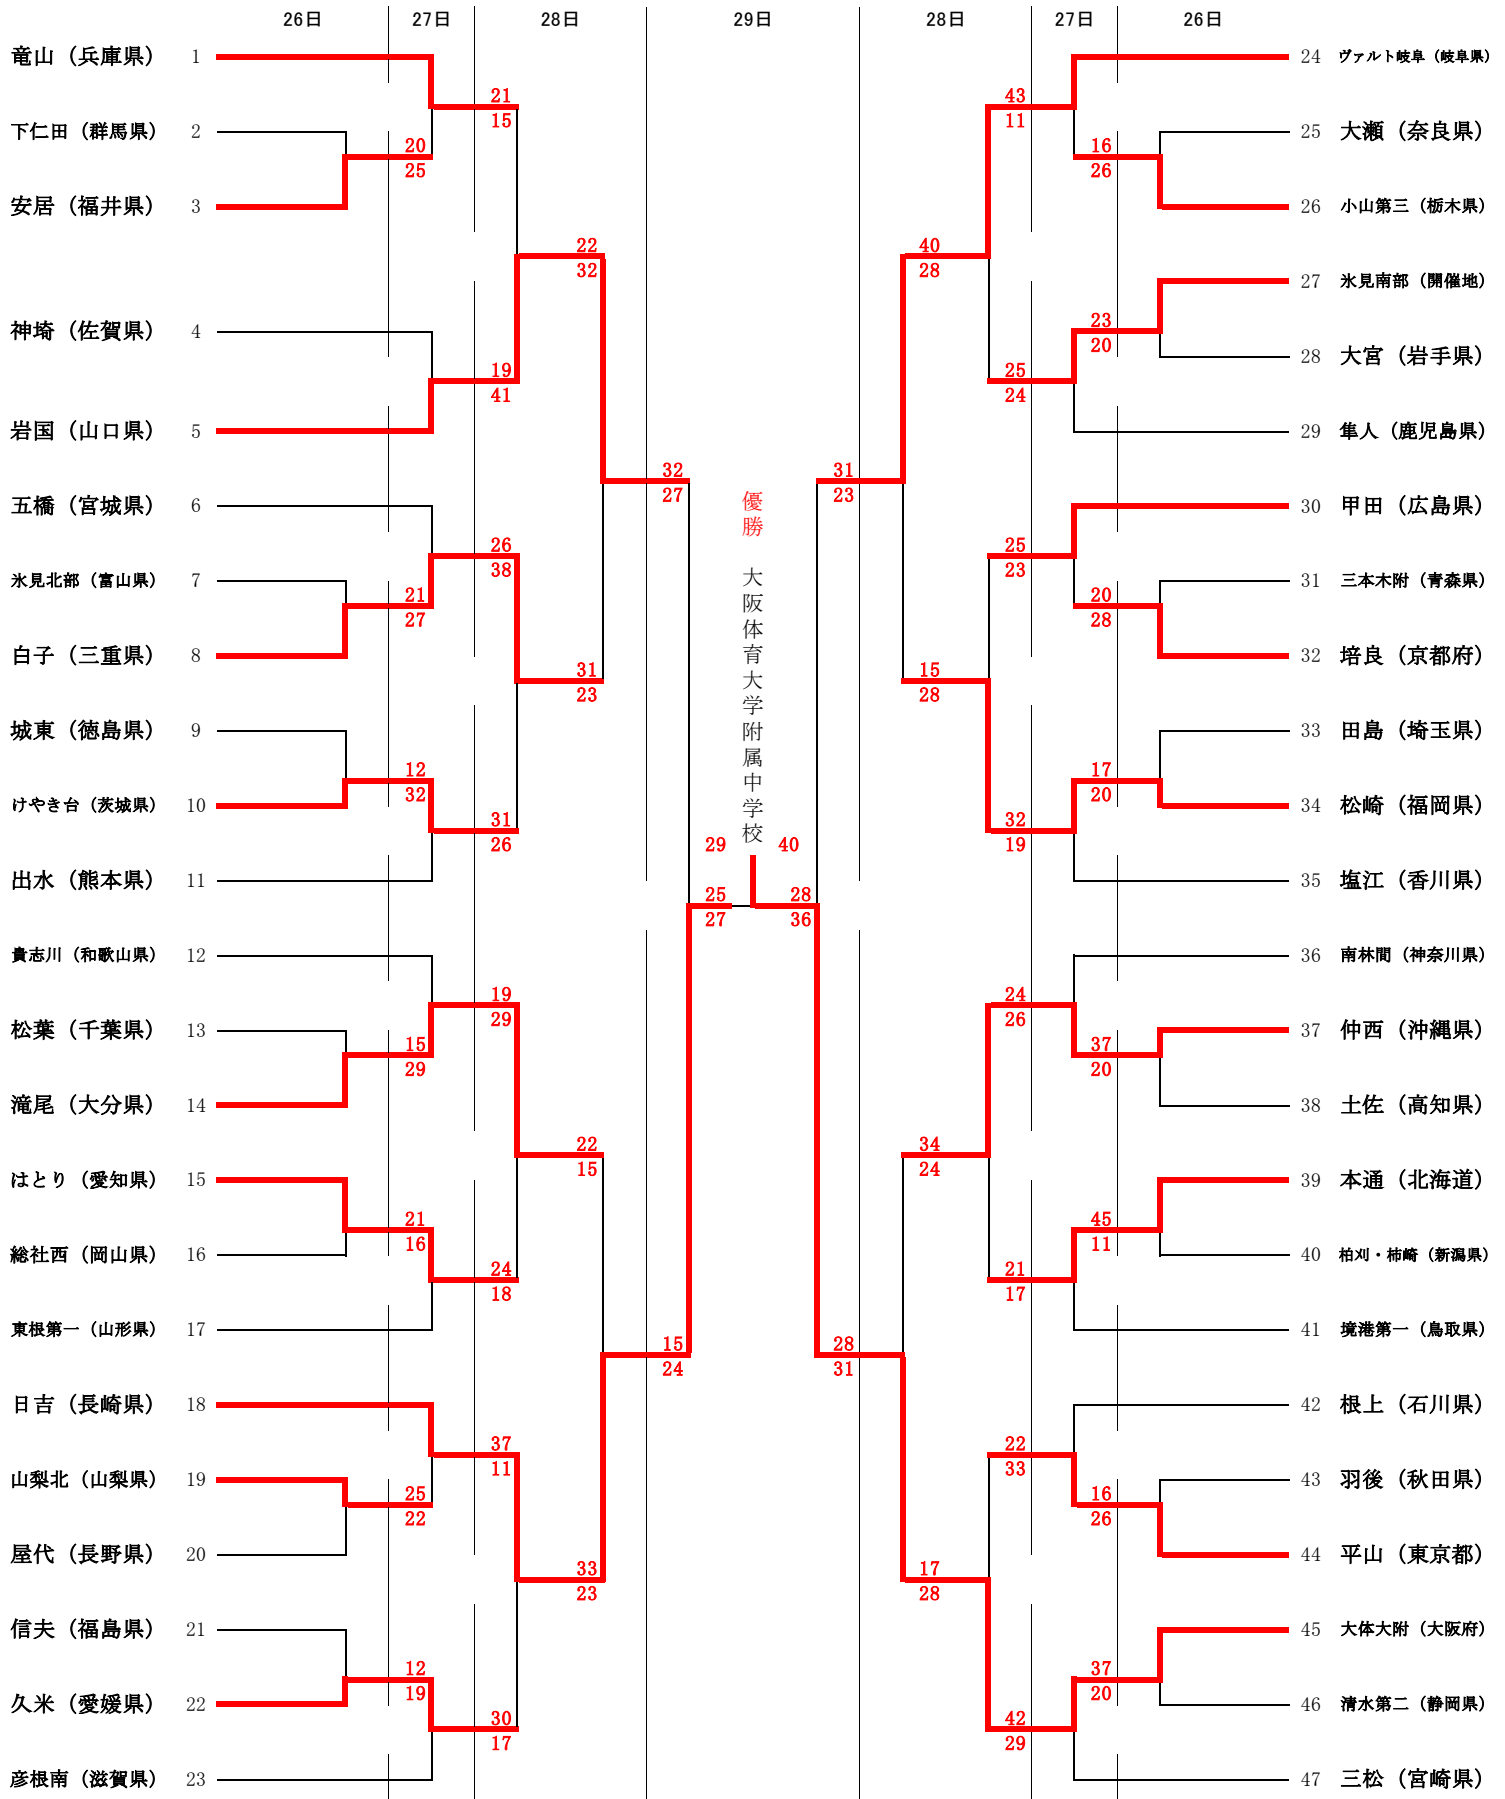 26日 27日 28日 29日 28日 27日 26日
竜山（兵庫県） 1
21
15
下仁田（群馬県） 2
20
25
安居（福井県） 3
22
32
神埼（佐賀県） 4
19
41
岩国（山口県） 5
32
27
五橋（宮城県） 6
26
38
氷見北部（富山県） 7
21
27
白子（三重県） 8
31
23
城東（徳島県） 9
12
32
けやき台（茨城県） 10
31
26
出水（熊本県） 11
25
27
貴志川（和歌山県） 12
19
29
松葉（千葉県） 13
15
29
滝尾（大分県） 14
22
15
はとり（愛知県） 15
21
16
総社西（岡山県） 16
24
18
東根第一（山形県） 17
15
24
日吉（長崎県） 18
37
11
山梨北（山梨県） 19
25
22
屋代（長野県） 20
33
23
信夫（福島県） 21
12
19
久米（愛媛県） 22
30
17
彦根南（滋賀県） 23
優勝 大阪体育大学附属中学校
29 40
24 ヴァルト岐阜（岐阜県）
43
11
25 大瀬（奈良県）
16
26
26 小山第三（栃木県）
40
28
27 氷見南部（開催地）
23
20
28 大宮（岩手県）
25
24
29 隼人（鹿児島県）
31
23
30 甲田（広島県）
25
23
31 三本木附（青森県）
20
28
32 培良（京都府）
15
28
33 田島（埼玉県）
17
20
34 松崎（福岡県）
32
19
35 塩江（香川県）
28
36
36 南林間（神奈川県）
24
26
37 仲西（沖縄県）
37
20
38 土佐（高知県）
34
24
39 本通（北海道）
45
11
40 柏刈・柿崎（新潟県）
21
17
41 境港第一（鳥取県）
28
31
42 根上（石川県）
22
33
43 羽後（秋田県）
16
26
44 平山（東京都）
17
28
45 大体大附（大阪府）
37
20
46 清水第二（静岡県）
42
29
47 三松（宮崎県）